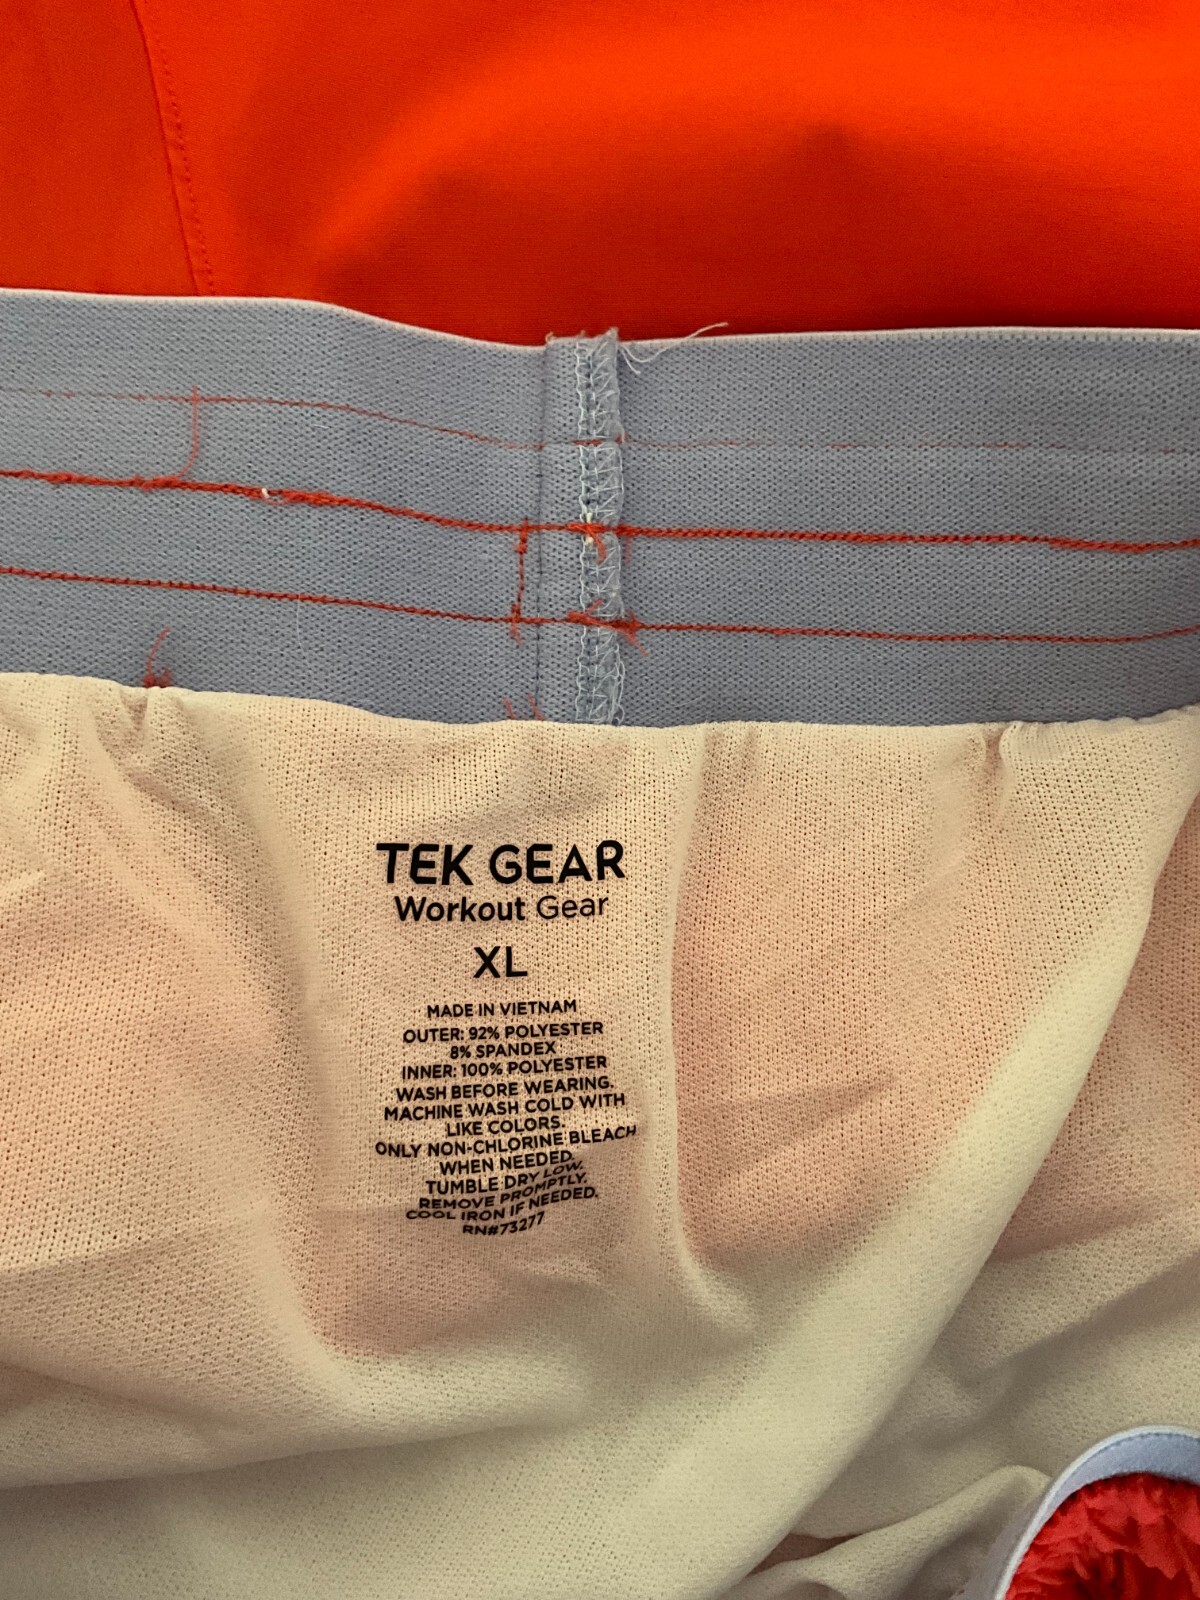 TEK GEAR
Workout Gear
XL
MADE IN VIETNAM
OUTER: 92% POLYESTER
8% SPANDEX
INNER: 100% POLYESTER
WASH BEFORE WEARING.
MACHINE WASH COLD WITH
LIKE COLORS.
ONLY NON-CHLORINE BLEACH
WHEN NEEDED.
TUMBLE DRY LOW.
REMOVE PROMPTLY.
COOL IRON IF NEEDED.
RN#73277